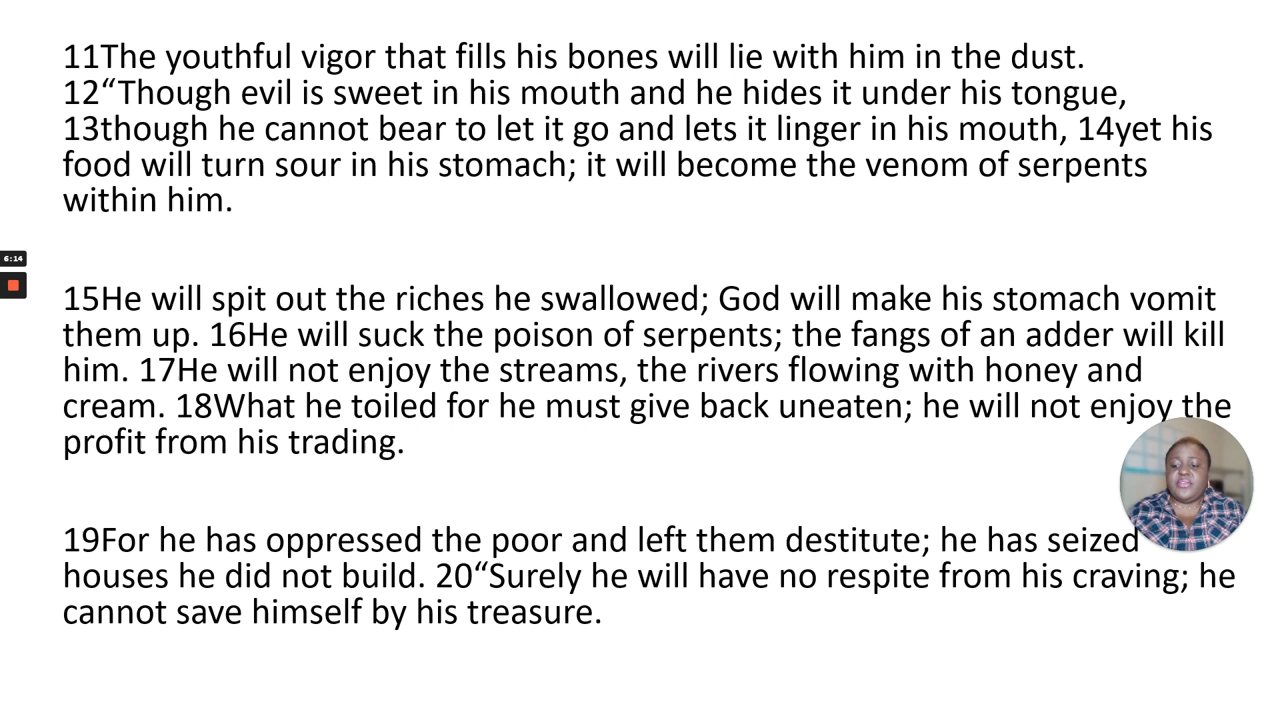 11The youthful vigor that fills his bones will lie with him in the dust.
12“Though evil is sweet in his mouth and he hides it under his tongue,
13though he cannot bear to let it go and lets it linger in his mouth, 14yet his
food will turn sour in his stomach; it will become the venom of serpents
within him.
6:14
15He will spit out the riches he swallowed; God will make his stomach vomit
them up. 16He will suck the poison of serpents; the fangs of an adder will kill
him. 17He will not enjoy the streams, the rivers flowing with honey and
cream. 18What he toiled for he must give back uneaten; he will not enjoy the
profit from his trading.
19For he has oppressed the poor and left them destitute; he has seized
houses he did not build. 20“Surely he will have no respite from his craving; he
cannot save himself by his treasure.